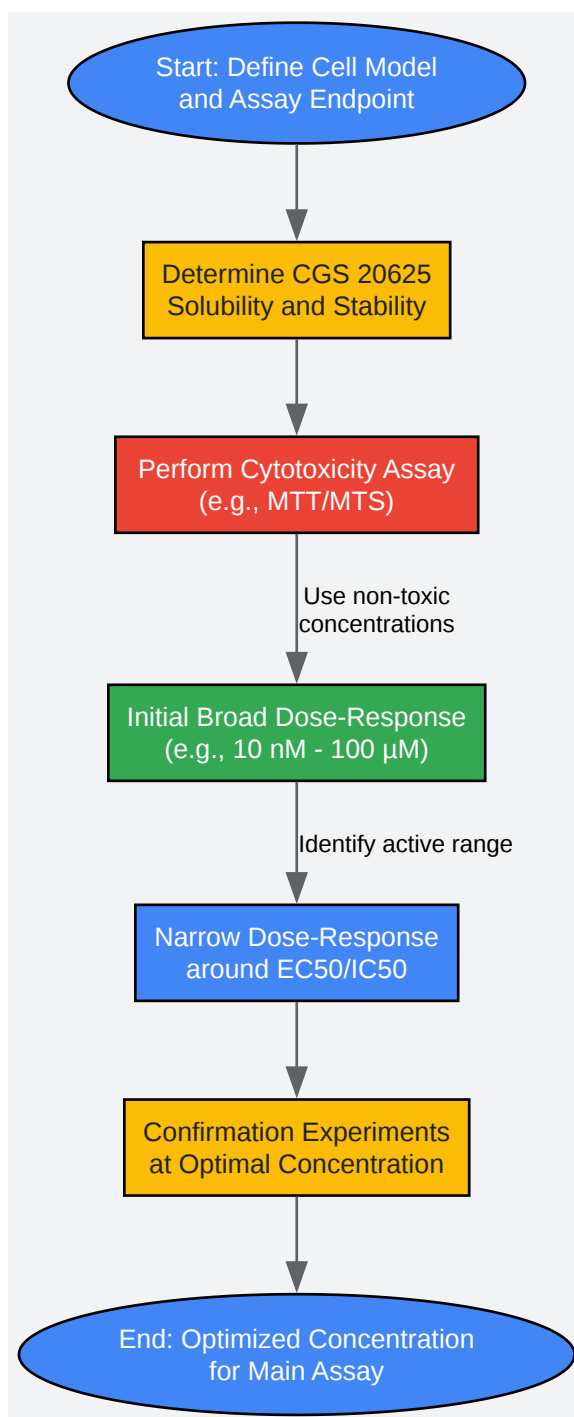 Start: Define Cell Model
and Assay Endpoint
Determine CGS 20625
Solubility and Stability
Perform Cytotoxicity Assay
(e.g., MTT/MTS)
Use non-toxic
concentrations
Initial Broad Dose-Response
(e.g., 10 nM - 100 µM)
Identify active range
Narrow Dose-Response
around EC50/IC50
Confirmation Experiments
at Optimal Concentration
End: Optimized Concentration
for Main Assay